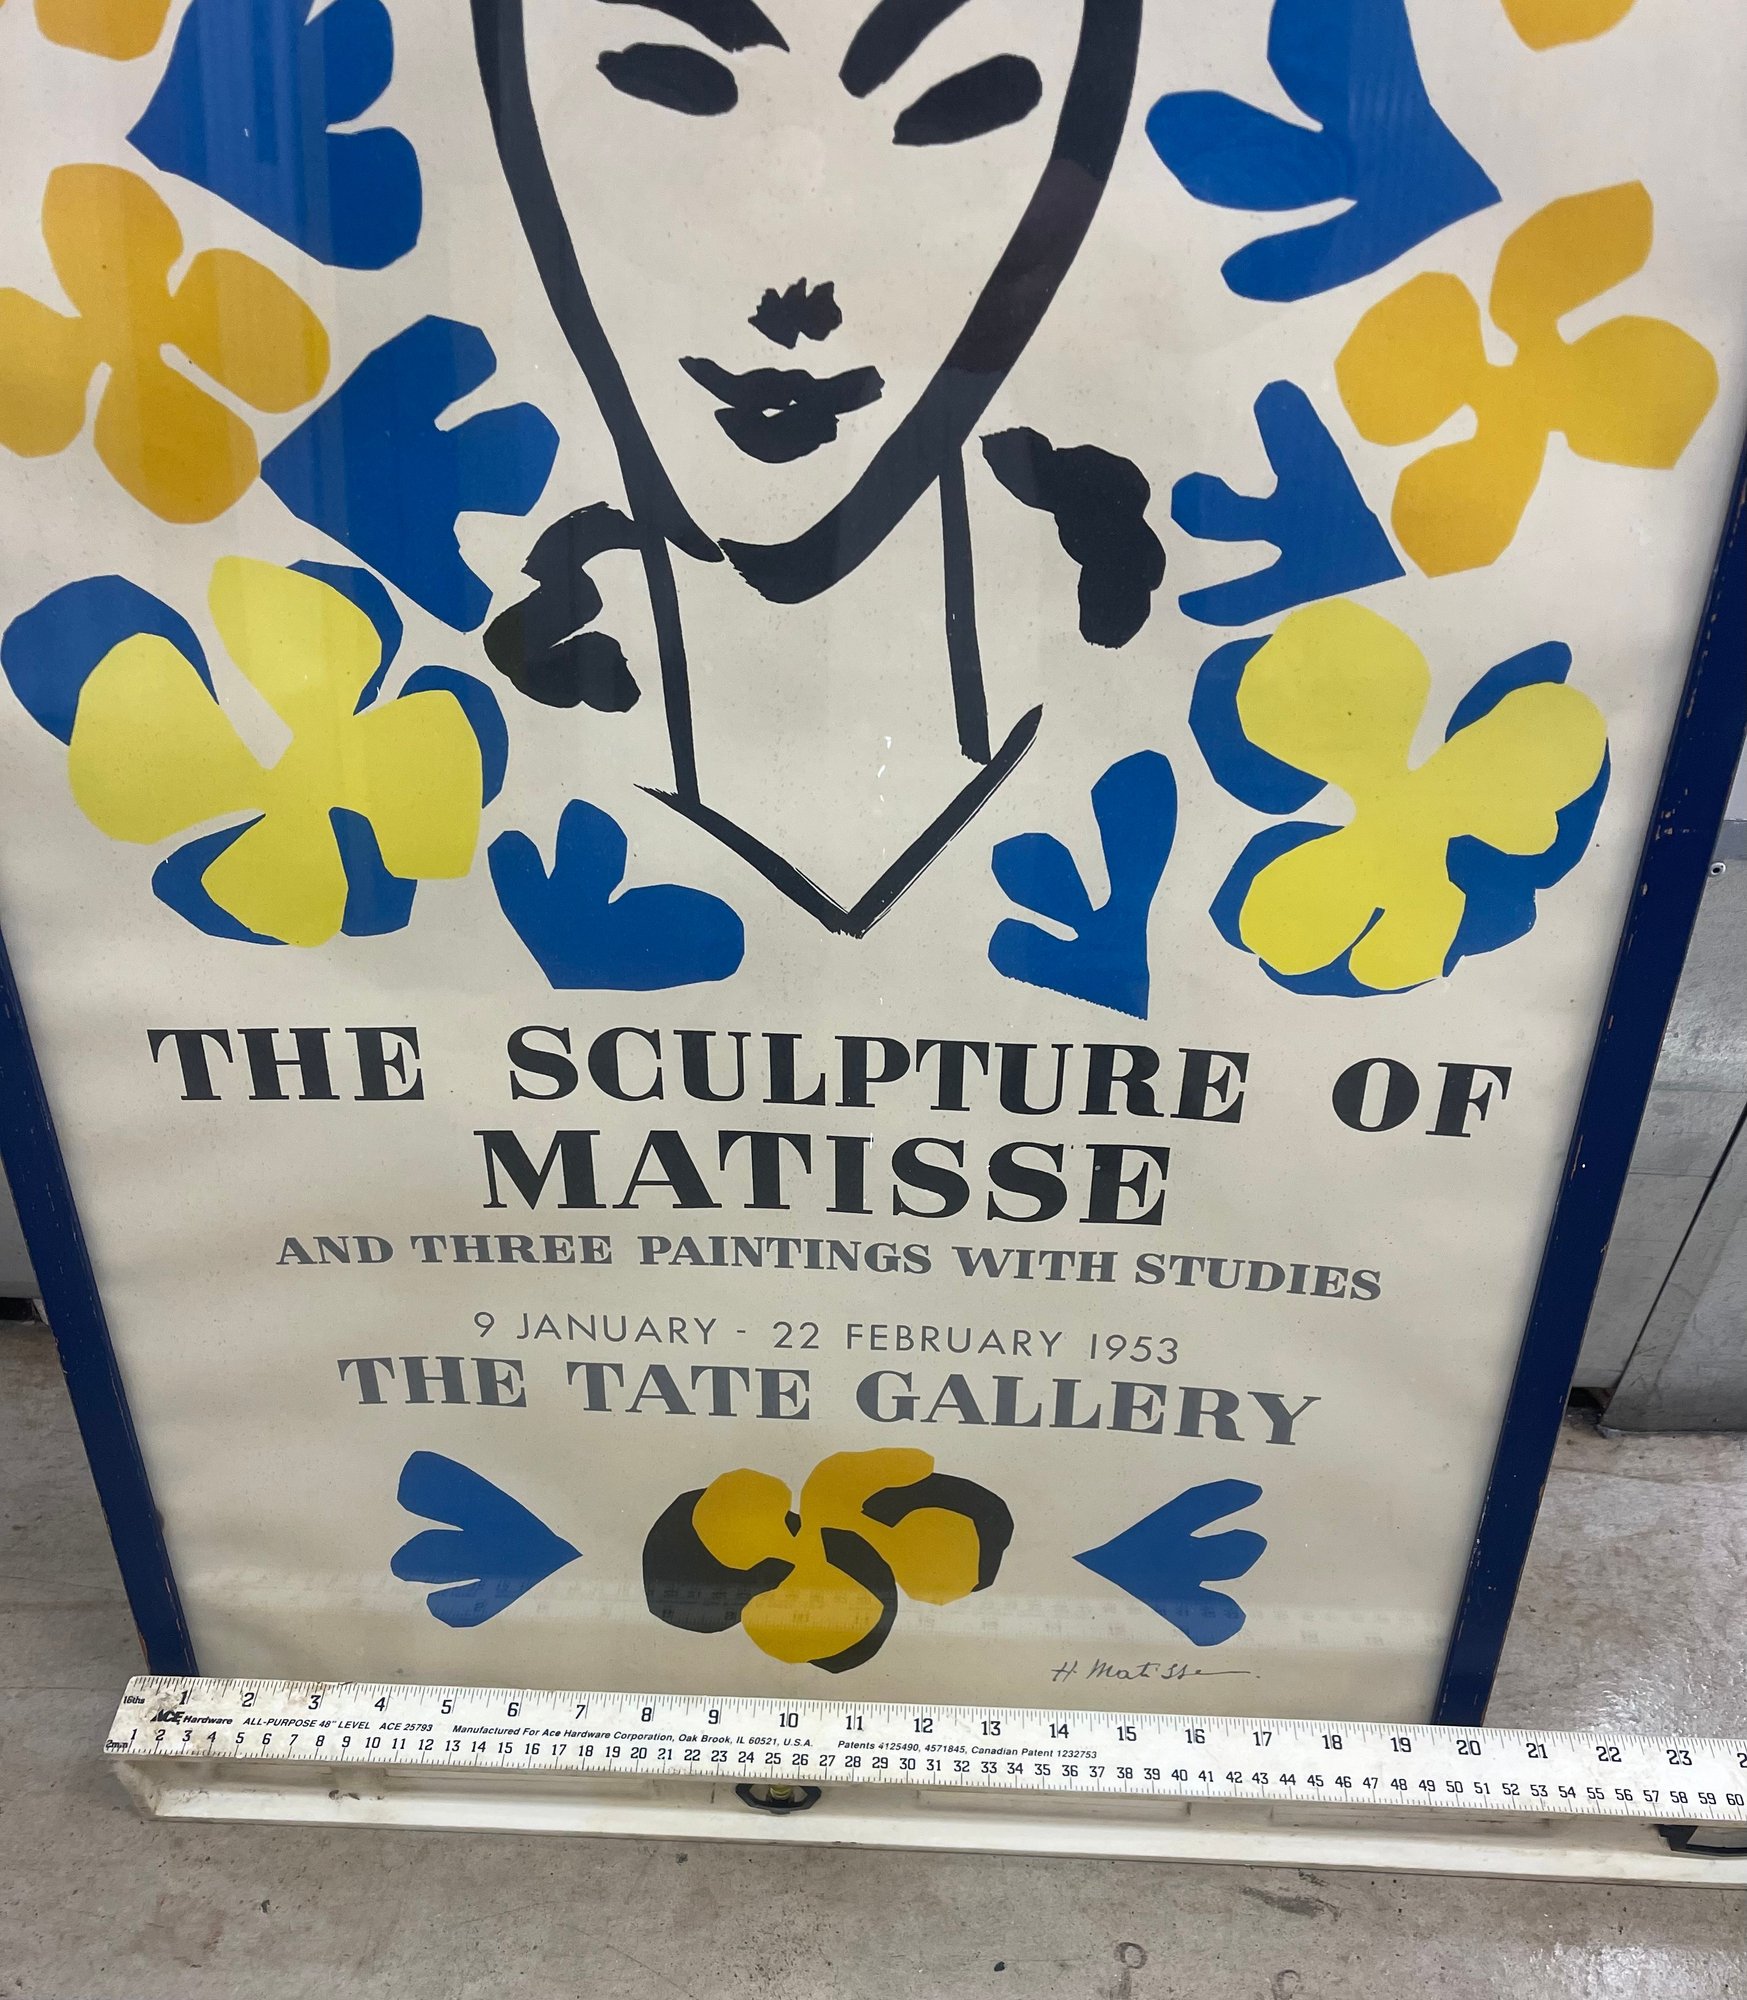 THE SCULPTURE OF
MATISSE
AND THREE PAINTINGS WITH STUDIES
9 JANUARY - 22 FEBRUARY 1953
THE TATE GALLERY
H. Matisse
16ths 1 2 3 4 5 6 7 8 9 10 11 12 13 14 15 16 17 18 19 20 21 22 23
ACE Hardware ALL-PURPOSE 48" LEVEL ACE 25793 Manufactured For Ace Hardware Corporation, Oak Brook, IL 60521, U.S.A. Patents 4125490, 4571845, Canadian Patent 1232753
2mm 1 2 3 4 5 6 7 8 9 10 11 12 13 14 15 16 17 18 19 20 21 22 23 24 25 26 27 28 29 30 31 32 33 34 35 36 37 38 39 40 41 42 43 44 45 46 47 48 49 50 51 52 53 54 55 56 57 58 59 60